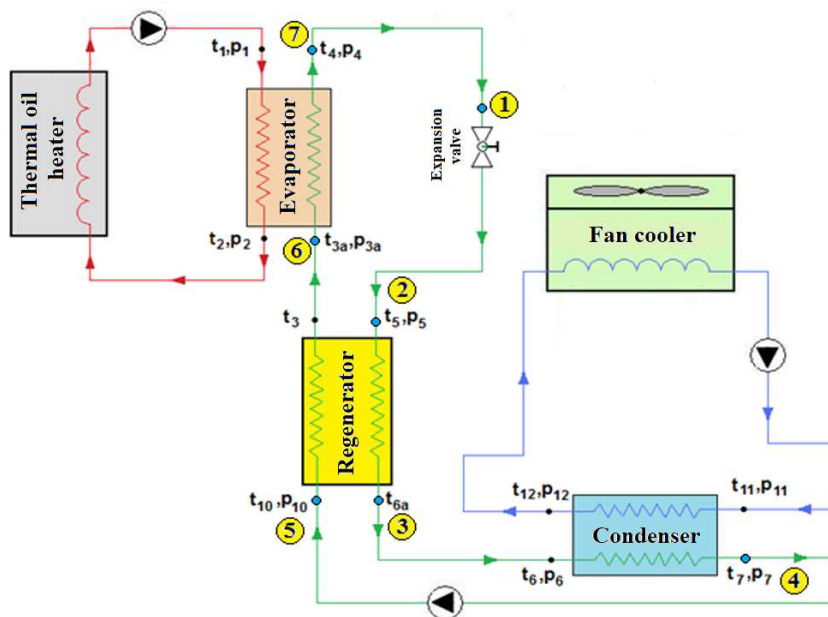 t1,p1
7
t4,p4
1
Thermal oil
heater
Evaporator
Expansion
valve
Fan cooler
t2,p2
6
t3a,p3a
2
t3
t5,p5
Regenerator
t12,p12
t11,p11
t10,p10
t6a
5
3
Condenser
t6,p6
t7,p7
4